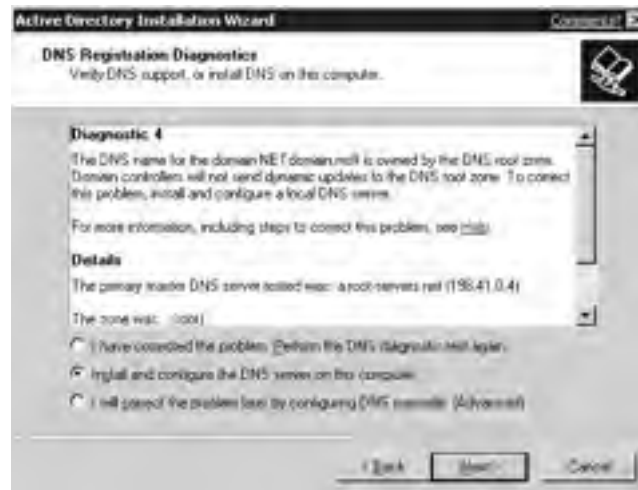 Active Directory Installation Wizard
DNS Registration Diagnostics
Verify DNS support, or install DNS on this computer.
Diagnostic 4
The DNS name for the domain is owned by the DNS root zone.
Domain controllers will not send dynamic updates to the DNS root zone. To correct
this problem, install and configure a local DNS server.
For more information, including steps to correct this problem, see Help.
Details
The primary master DNS server tested was: a.root-servers.net (198.41.0.4)
The zone was: (root)
I have corrected the problem. Perform the DNS diagnostic test again.
Install and configure the DNS server on this computer
I will correct the problem later by configuring DNS manually. (Advanced)
< Back
Next >
Cancel